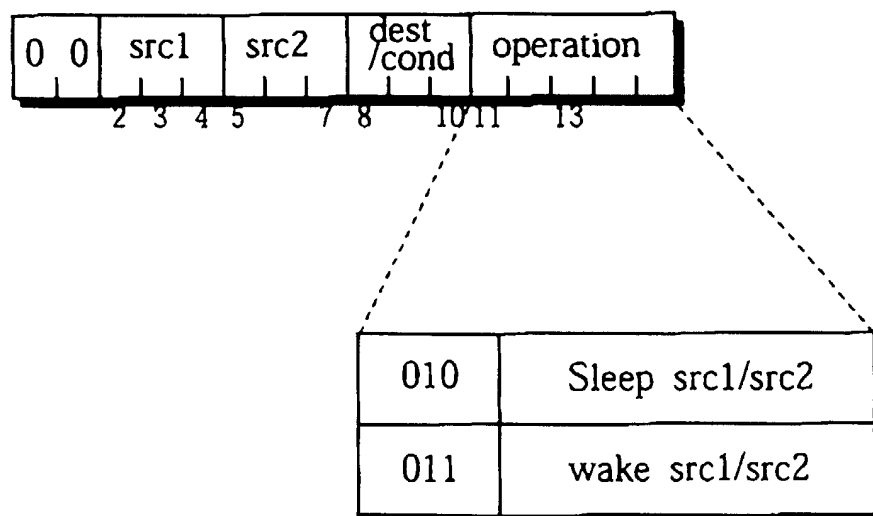 0 0 src1 src2 dest /cond operation
2 3 4 5 7 8 10 11 13
010 Sleep src1/src2
011 wake src1/src2